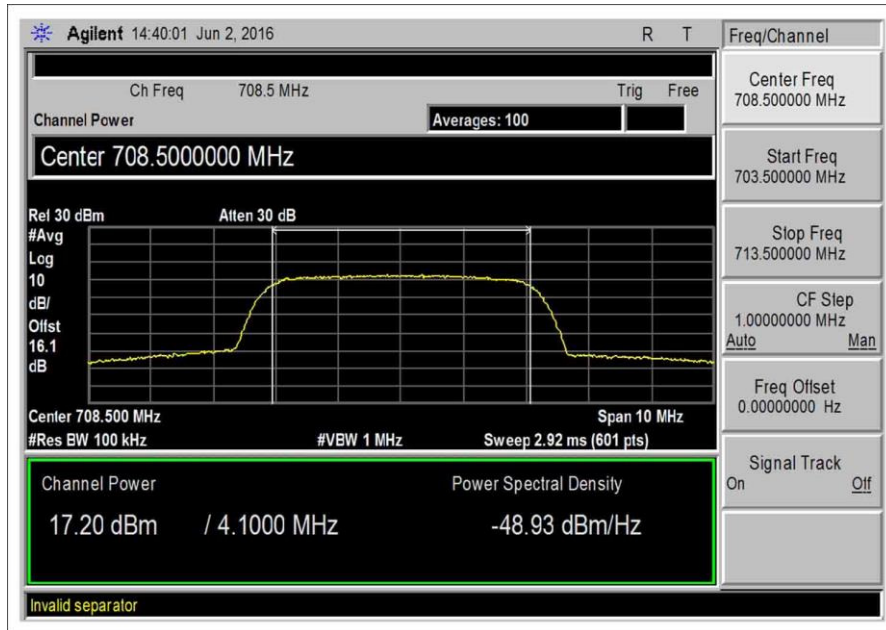 Agilent 14:40:01 Jun 2, 2016 R T
Freq/Channel
Ch Freq 708.5 MHz Trig Free
Channel Power Averages: 100
Center 708.5000000 MHz
Ref 30 dBm Atten 30 dB
#Avg
Log
10
dB/
Offst
16.1
dB
Center 708.500 MHz Span 10 MHz
#Res BW 100 kHz #VBW 1 MHz Sweep 2.92 ms (601 pts)
Channel Power Power Spectral Density
17.20 dBm / 4.1000 MHz -48.93 dBm/Hz
Invalid separator
Center Freq
708.500000 MHz
Start Freq
703.500000 MHz
Stop Freq
713.500000 MHz
CF Step
1.00000000 MHz
Auto Man
Freq Offset
0.00000000 Hz
Signal Track
On Off